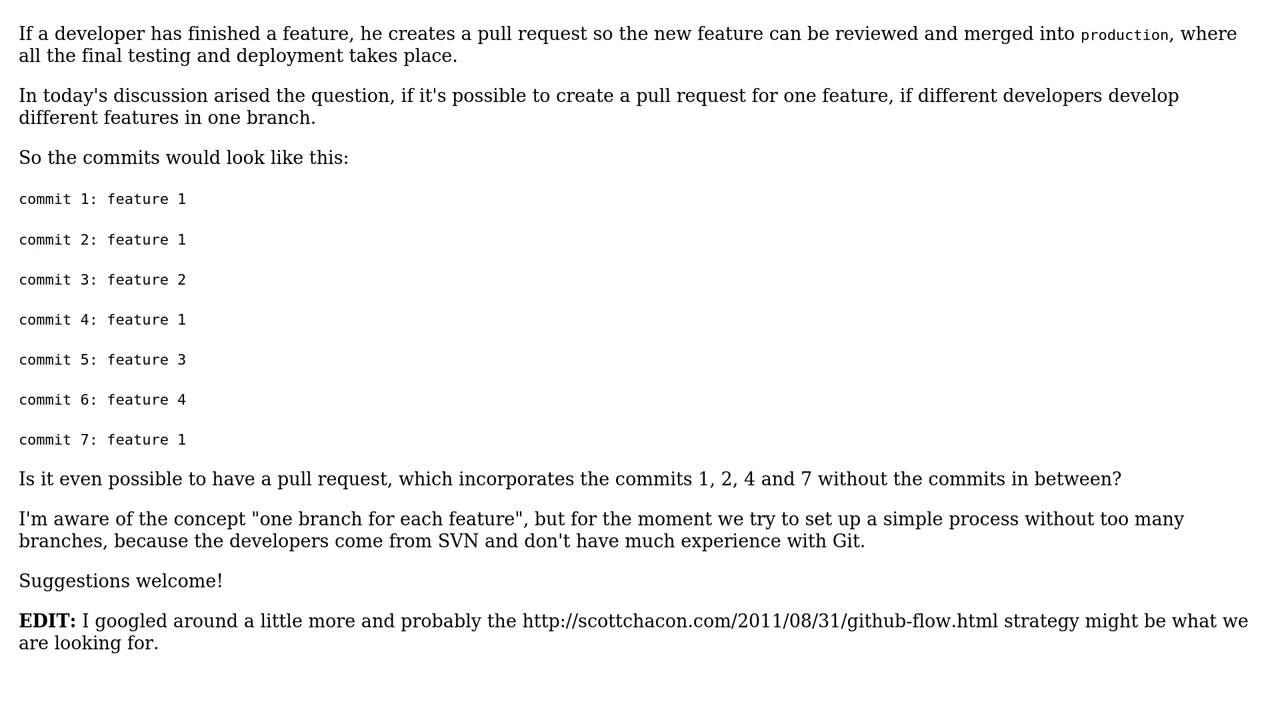 If a developer has finished a feature, he creates a pull request so the new feature can be reviewed and merged into production, where
all the final testing and deployment takes place.
In today's discussion arised the question, if it's possible to create a pull request for one feature, if different developers develop
different features in one branch.
So the commits would look like this:
commit 1: feature 1
commit 2: feature 1
commit 3: feature 2
commit 4: feature 1
commit 5: feature 3
commit 6: feature 4
commit 7: feature 1
Is it even possible to have a pull request, which incorporates the commits 1, 2, 4 and 7 without the commits in between?
I'm aware of the concept "one branch for each feature", but for the moment we try to set up a simple process without too many
branches, because the developers come from SVN and don't have much experience with Git.
Suggestions welcome!
EDIT: I googled around a little more and probably the http://scottchacon.com/2011/08/31/github-flow.html strategy might be what we
are looking for.